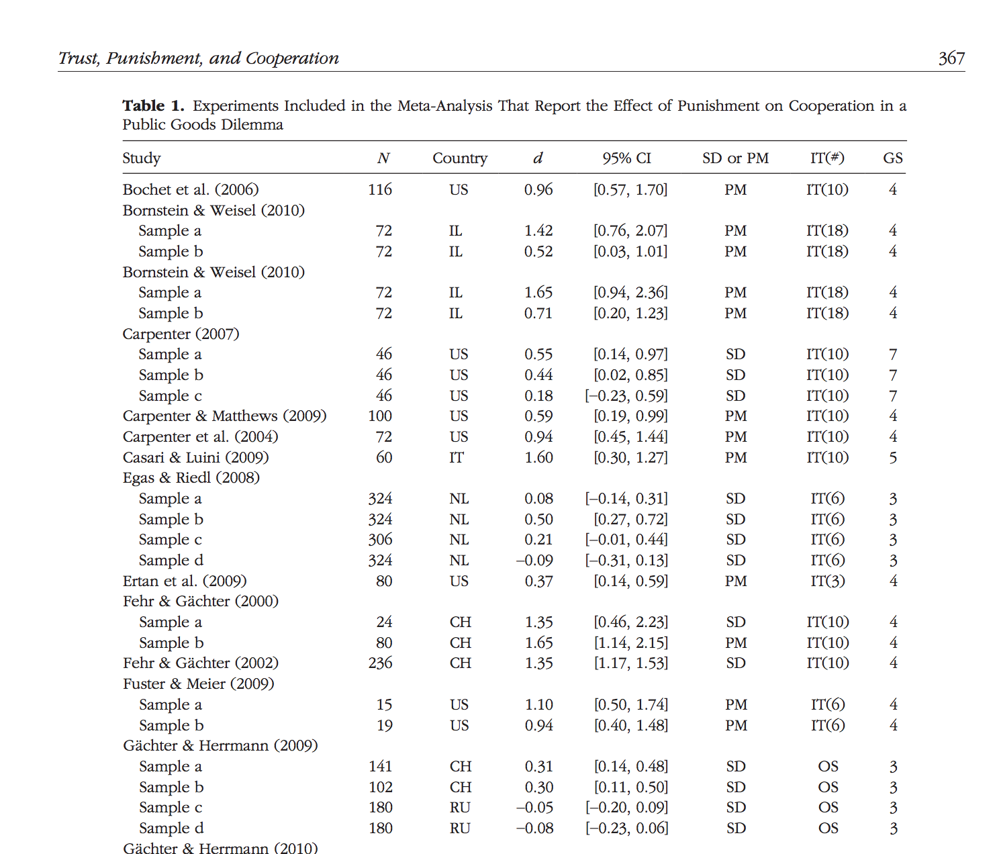 Trust, Punishment, and Cooperation 367
Table 1. Experiments Included in the Meta-Analysis That Report the Effect of Punishment on Cooperation in a
Public Goods Dilemma
Study N Country d 95% CI SD or PM IT(#) GS
Bochet et al. (2006) 116 US 0.96 [0.57, 1.70] PM IT(10) 4
Bornstein & Weisel (2010)
Sample a 72 IL 1.42 [0.76, 2.07] PM IT(18) 4
Sample b 72 IL 0.52 [0.03, 1.01] PM IT(18) 4
Bornstein & Weisel (2010)
Sample a 72 IL 1.65 [0.94, 2.36] PM IT(18) 4
Sample b 72 IL 0.71 [0.20, 1.23] PM IT(18) 4
Carpenter (2007)
Sample a 46 US 0.55 [0.14, 0.97] SD IT(10) 7
Sample b 46 US 0.44 [0.02, 0.85] SD IT(10) 7
Sample c 46 US 0.18 [−0.23, 0.59] SD IT(10) 7
Carpenter & Matthews (2009) 100 US 0.59 [0.19, 0.99] PM IT(10) 4
Carpenter et al. (2004) 72 US 0.94 [0.45, 1.44] PM IT(10) 4
Casari & Luini (2009) 60 IT 1.60 [0.30, 1.27] PM IT(10) 5
Egas & Riedl (2008)
Sample a 324 NL 0.08 [−0.14, 0.31] SD IT(6) 3
Sample b 324 NL 0.50 [0.27, 0.72] SD IT(6) 3
Sample c 306 NL 0.21 [−0.01, 0.44] SD IT(6) 3
Sample d 324 NL −0.09 [−0.31, 0.13] SD IT(6) 3
Ertan et al. (2009) 80 US 0.37 [0.14, 0.59] PM IT(3) 4
Fehr & Gächter (2000)
Sample a 24 CH 1.35 [0.46, 2.23] SD IT(10) 4
Sample b 80 CH 1.65 [1.14, 2.15] PM IT(10) 4
Fehr & Gächter (2002) 236 CH 1.35 [1.17, 1.53] SD IT(10) 4
Fuster & Meier (2009)
Sample a 15 US 1.10 [0.50, 1.74] PM IT(6) 4
Sample b 19 US 0.94 [0.40, 1.48] PM IT(6) 4
Gächter & Herrmann (2009)
Sample a 141 CH 0.31 [0.14, 0.48] SD OS 3
Sample b 102 CH 0.30 [0.11, 0.50] SD OS 3
Sample c 180 RU −0.05 [−0.20, 0.09] SD OS 3
Sample d 180 RU −0.08 [−0.23, 0.06] SD OS 3
Gächter & Herrmann (2010)